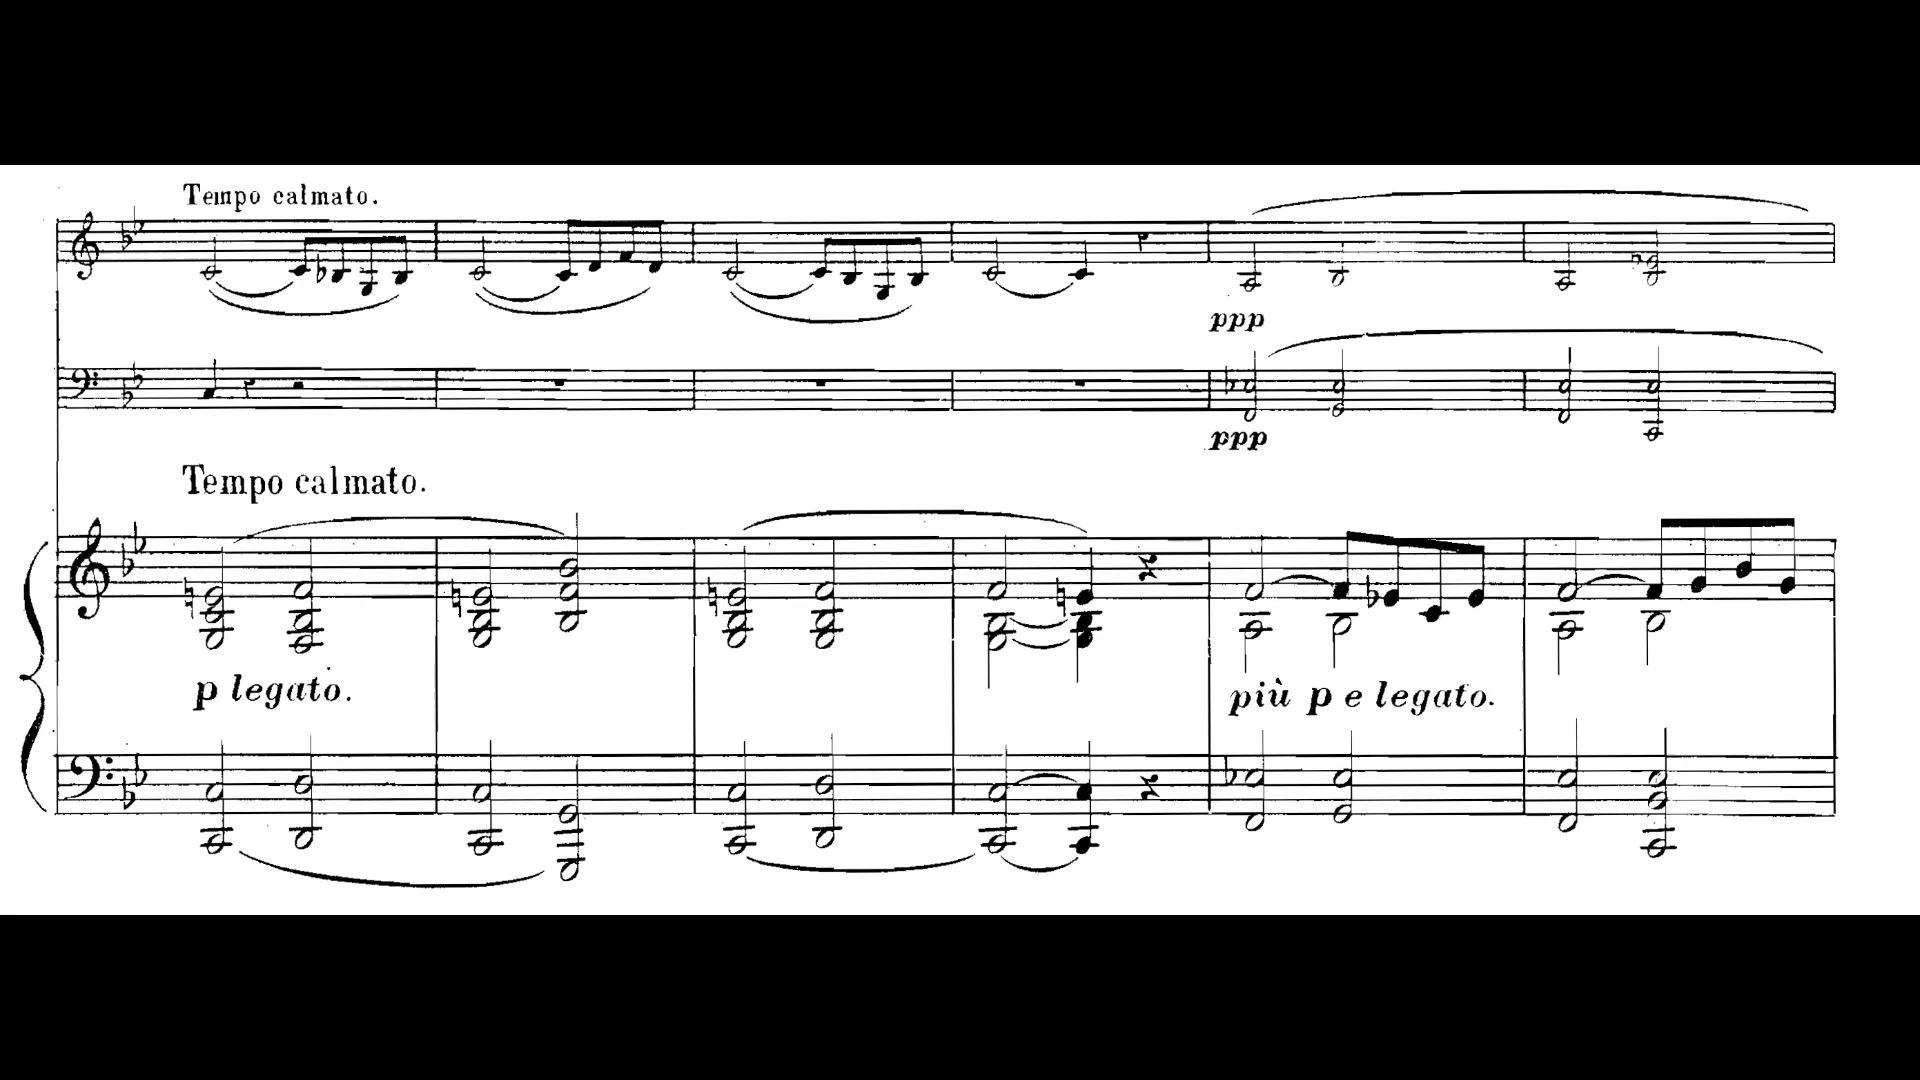 Tempo calmato.
ppp
ppp
Tempo calmato.
p legato.
più p e legato.